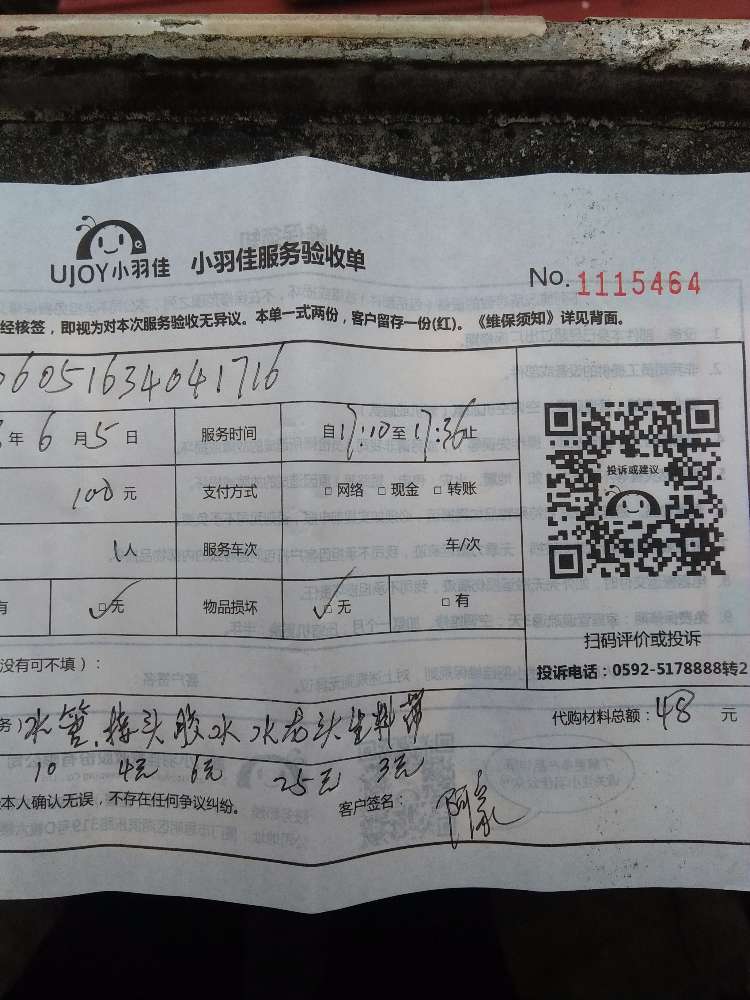 UJOY小羽佳 小羽佳服务验收单
No. 1115464
经核签，即视为对本次服务验收无异议。本单一式两份，客户留存一份(红)。《维保须知》详见背面。
06051634041716
年 6 月 5 日 服务时间 自 17:10 至 17:36 止
100 元 支付方式 □ 网络 □ 现金 □ 转账
1 人 服务车次 车/次
有 □ 无 物品损坏 □ 无 □ 有
投诉或建议
扫码评价或投诉
投诉电话：0592-5178888转2
没有可不填）：
务) 水管、接头 胶水 水龙头 生料带 代购材料总额：48 元
10 4元 6元 25元 3元
本人确认无误，不存在任何争议纠纷。 客户签名：